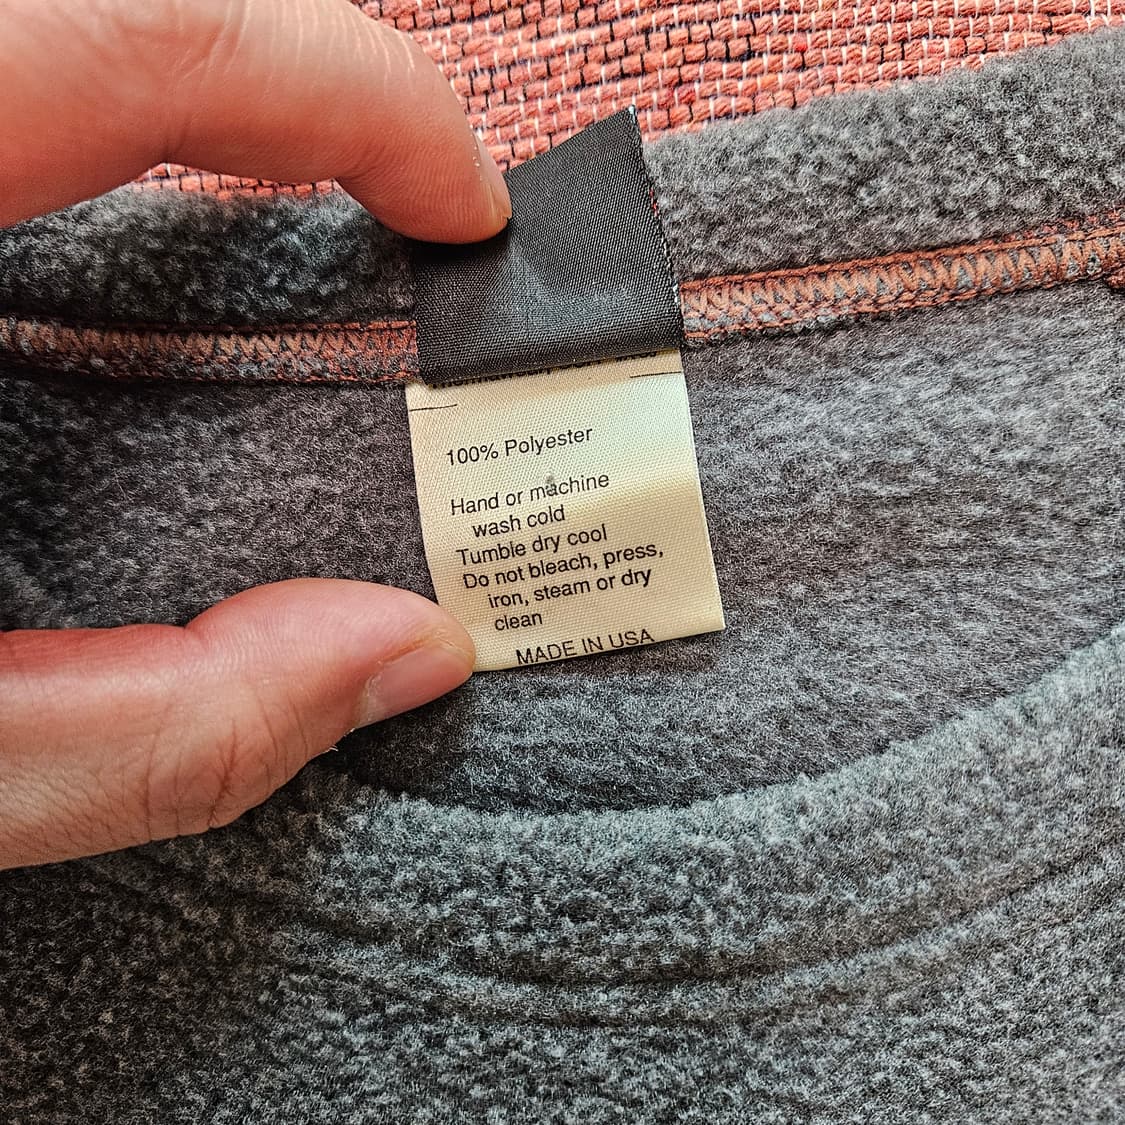 100% Polyester
Hand or machine
wash cold
Tumble dry cool
Do not bleach, press,
iron, steam or dry
clean
MADE IN USA